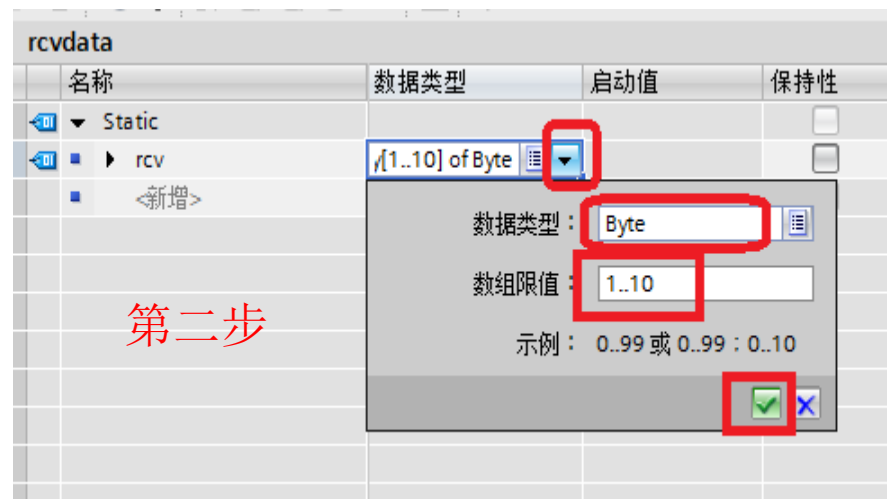 rcvdata
名称 数据类型 启动值 保持性
Static
rcv y[1..10] of Byte
<新增>
数据类型： Byte
数组限值： 1..10
第二步
示例： 0..99 或 0..99；0..10